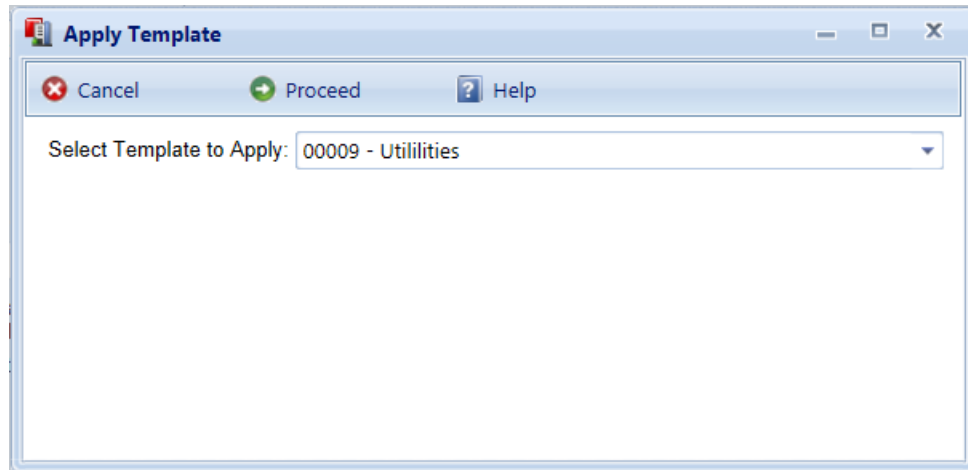 Apply Template
Cancel Proceed Help
Select Template to Apply: 00009 - Utililities